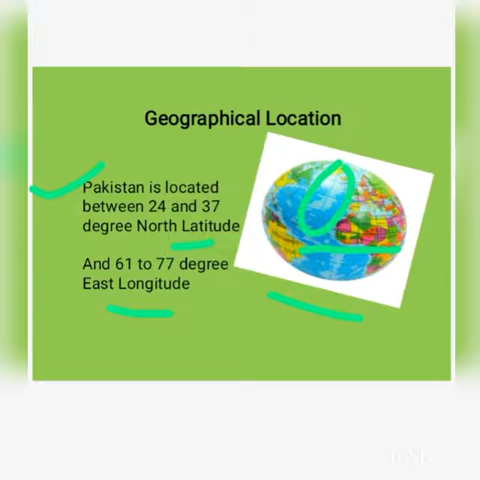 Geographical Location
Pakistan is located
between 24 and 37
degree North Latitude
And 61 to 77 degree
East Longitude